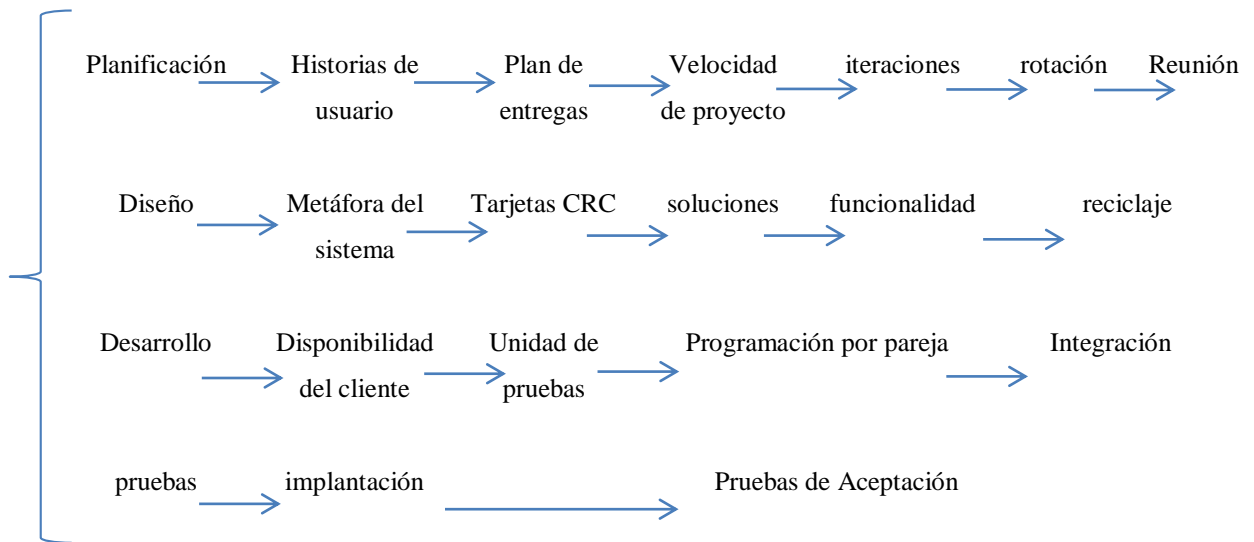 Planificación Historias de Plan de Velocidad iteraciones rotación Reunión
usuario entregas de proyecto
Diseño Metáfora del Tarjetas CRC soluciones funcionalidad reciclaje
sistema
Desarrollo Disponibilidad Unidad de Programación por pareja Integración
del cliente pruebas
pruebas implantación Pruebas de Aceptación